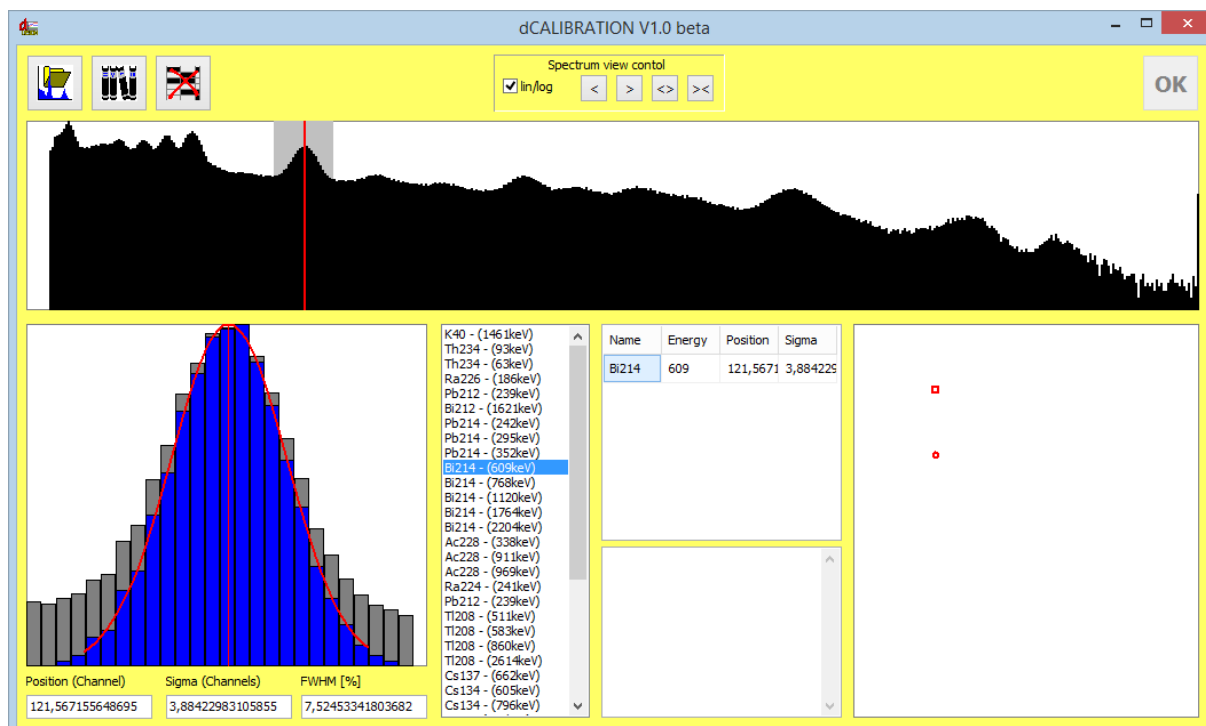 dCALIBRATION V1.0 beta
Spectrum view contol
lin/log < > <> ><
OK
K40 - (1461keV)
Th234 - (93keV)
Th234 - (63keV)
Ra226 - (186keV)
Pb212 - (239keV)
Bi212 - (1621keV)
Pb214 - (242keV)
Pb214 - (295keV)
Pb214 - (352keV)
Bi214 - (609keV)
Bi214 - (768keV)
Bi214 - (1120keV)
Bi214 - (1764keV)
Bi214 - (2204keV)
Ac228 - (338keV)
Ac228 - (911keV)
Ac228 - (969keV)
Ra224 - (241keV)
Pb212 - (239keV)
Tl208 - (511keV)
Tl208 - (583keV)
Tl208 - (860keV)
Tl208 - (2614keV)
Cs137 - (662keV)
Cs134 - (605keV)
Cs134 - (796keV)
Name Energy Position Sigma
Bi214 609 121,5671 3,884229
Position (Channel) Sigma (Channels) FWHM [%]
121,567155648695 3,88422983105855 7,52453341803682